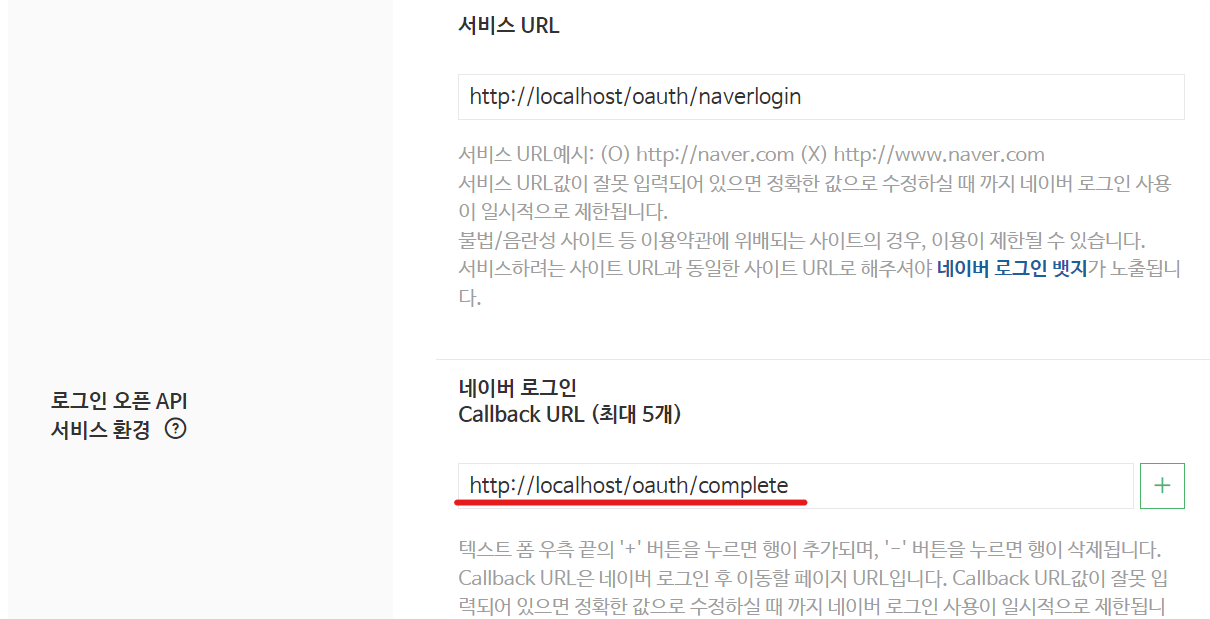 서비스 URL
http://localhost/oauth/naverlogin
서비스 URL예시: (O) http://naver.com (X) http://www.naver.com
서비스 URL값이 잘못 입력되어 있으면 정확한 값으로 수정하실 때 까지 네이버 로그인 사용
이 일시적으로 제한됩니다.
불법/음란성 사이트 등 이용약관에 위배되는 사이트의 경우, 이용이 제한될 수 있습니다.
서비스하려는 사이트 URL과 동일한 사이트 URL로 해주셔야 네이버 로그인 뱃지가 노출됩니
다.
로그인 오픈 API
서비스 환경 ?
네이버 로그인
Callback URL (최대 5개)
http://localhost/oauth/complete
+
텍스트 폼 우측 끝의 '+' 버튼을 누르면 행이 추가되며, '-' 버튼을 누르면 행이 삭제됩니다.
Callback URL은 네이버 로그인 후 이동할 페이지 URL입니다. Callback URL값이 잘못 입
력되어 있으면 정확한 값으로 수정하실 때 까지 네이버 로그인 사용이 일시적으로 제한됩니